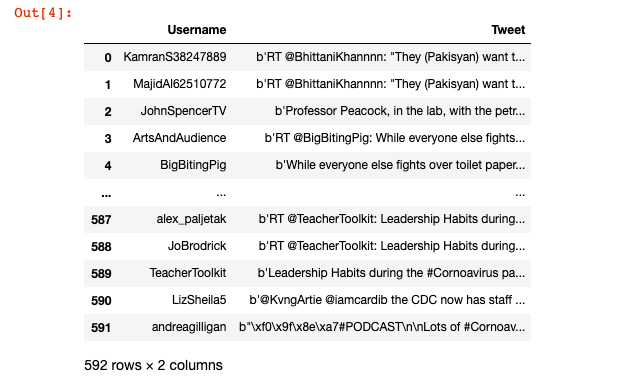 Out[4]:
Username Tweet
0 KamranS38247889 b'RT @BhittaniKhannnn: "They (Pakisyan) want t...
1 MajidAl62510772 b'RT @BhittaniKhannnn: "They (Pakisyan) want t...
2 JohnSpencerTV b'Professor Peacock, in the lab, with the petr...
3 ArtsAndAudience b'RT @BigBitingPig: While everyone else fights...
4 BigBitingPig b'While everyone else fights over toilet paper...
... ... ...
587 alex_paljetak b'RT @TeacherToolkit: Leadership Habits during...
588 JoBrodrick b'RT @TeacherToolkit: Leadership Habits during...
589 TeacherToolkit b'Leadership Habits during the #Cornoavirus pa...
590 LizSheila5 b'@KvngArtie @iamcardib the CDC now has staff ...
591 andreagilligan b"\xf0\x9f\x8e\xa7#PODCAST\n\nLots of #Cornoav...
592 rows × 2 columns